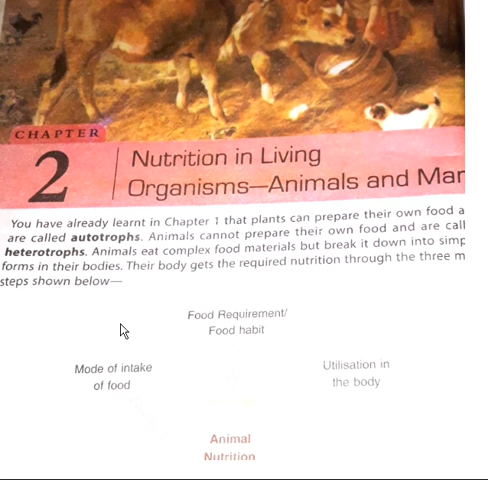 CHAPTER
2
Nutrition in Living
Organisms—Animals and Man
You have already learnt in Chapter 1 that plants can prepare their own food a
are called autotrophs. Animals cannot prepare their own food and are call
heterotrophs. Animals eat complex food materials but break it down into simp
forms in their bodies. Their body gets the required nutrition through the three m
steps shown below—
Food Requirement/
Food habit
Mode of intake
of food
Utilisation in
the body
Animal
Nutrition